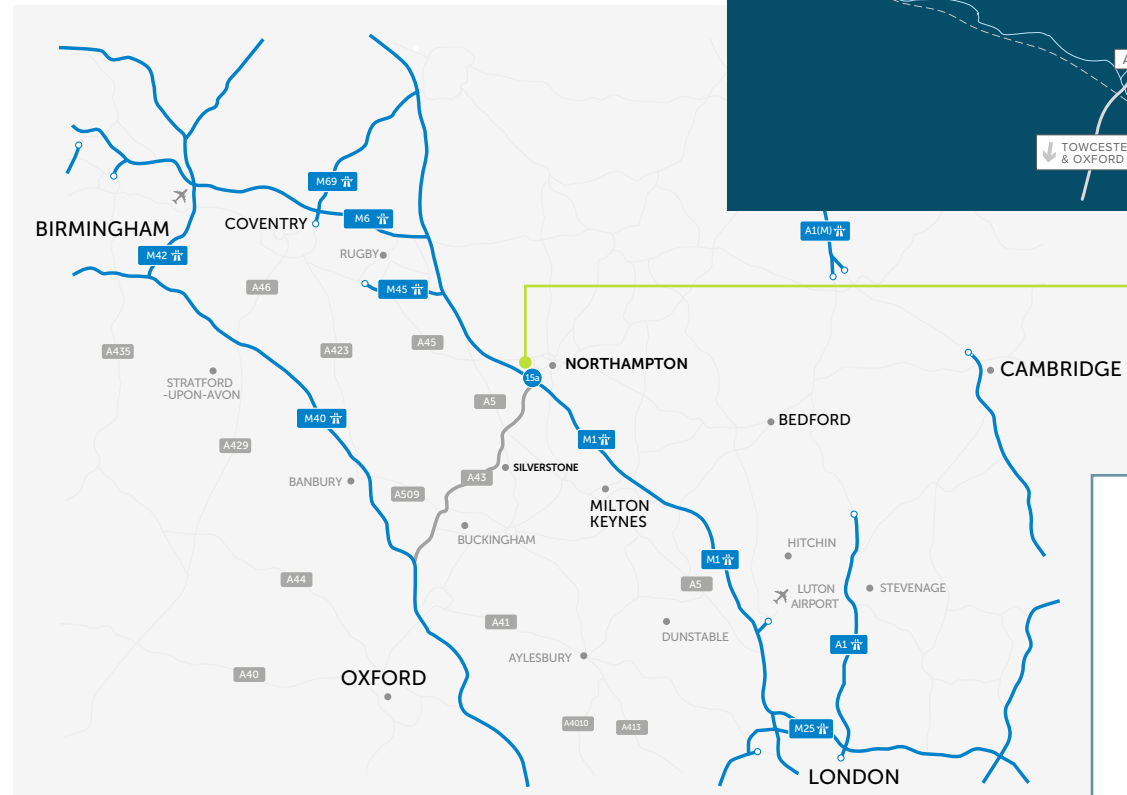 A
TOWCESTE
& OXFORD
A1(M)
M69
M6
COVENTRY
BIRMINGHAM
M42
RUGBY
A46
M45
A435
A423
A45
NORTHAMPTON
15a
CAMBRIDGE
STRATFORD
-UPON-AVON
A5
M40
BEDFORD
M1
A429
SILVERSTONE
A43
BANBURY
A509
MILTON
KEYNES
BUCKINGHAM
HITCHIN
M1
A44
A5
LUTON
AIRPORT
STEVENAGE
A41
DUNSTABLE
A1
AYLESBURY
A40
OXFORD
A4010
A413
M25
LONDON